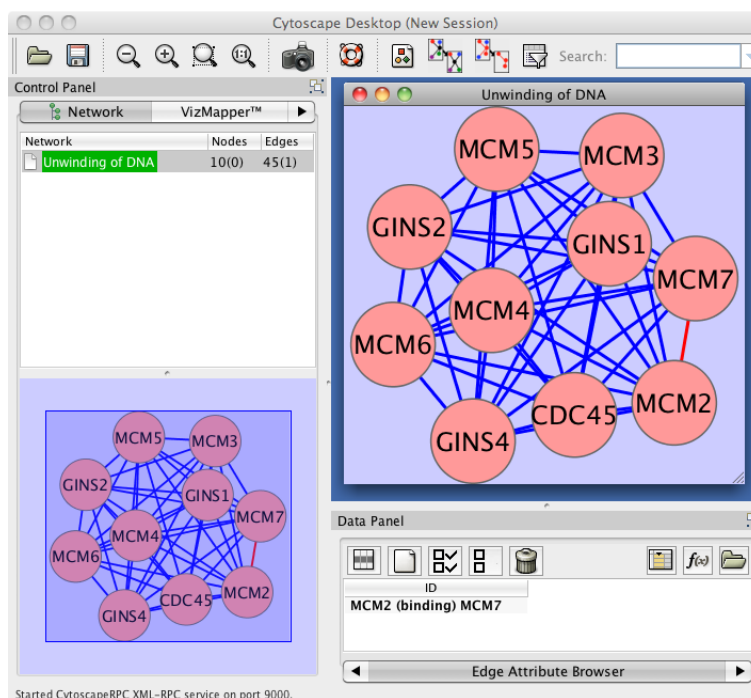 Cytoscape Desktop (New Session)
1:1
Search:
Control Panel
Network
VizMapper™
Network Nodes Edges
Unwinding of DNA 10(0) 45(1)
Unwinding of DNA
MCM5
MCM3
GINS2
GINS1
MCM7
MCM4
MCM6
MCM2
CDC45
GINS4
MCM5
MCM3
GINS2
GINS1
MCM7
MCM4
MCM6
MCM2
CDC45
GINS4
Data Panel
f(x)
ID
MCM2 (binding) MCM7
Edge Attribute Browser
Started CytoscapeRPC XML-RPC service on port 9000.